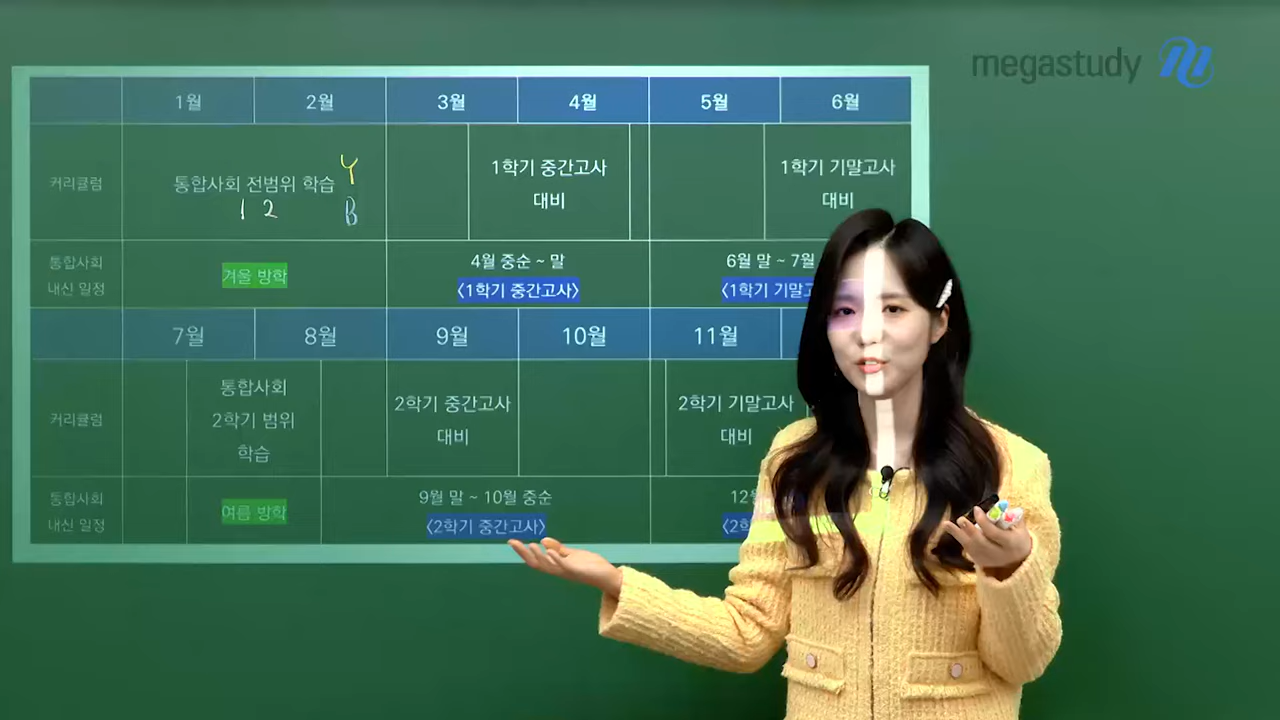 megastudy
1월 2월 3월 4월 5월 6월
커리큘럼
통합사회 전범위 학습 Y
1 2 B
1학기 중간고사
대비
1학기 기말고사
대비
통합사회
내신 일정
겨울 방학
4월 중순 ~ 말
<1학기 중간고사>
6월 말 ~ 7월
<1학기 기말고
7월 8월 9월 10월 11월
커리큘럼
통합사회
2학기 범위
학습
2학기 중간고사
대비
2학기 기말고사
대비
통합사회
내신 일정
여름 방학
9월 말 ~ 10월 중순
<2학기 중간고사>
12월
<2학